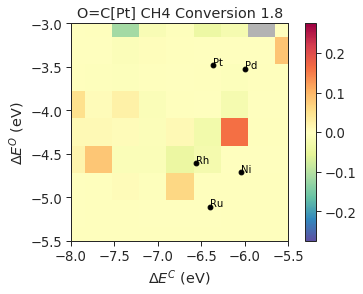 O=C[Pt] CH4 Conversion 1.8
−3.0
−3.5
−4.0
−4.5
−5.0
−5.5
ΔE^O (eV)
Pt
Pd
Rh
Ni
Ru
−8.0 −7.5 −7.0 −6.5 −6.0 −5.5
ΔE^C (eV)
0.2
0.1
0.0
−0.1
−0.2